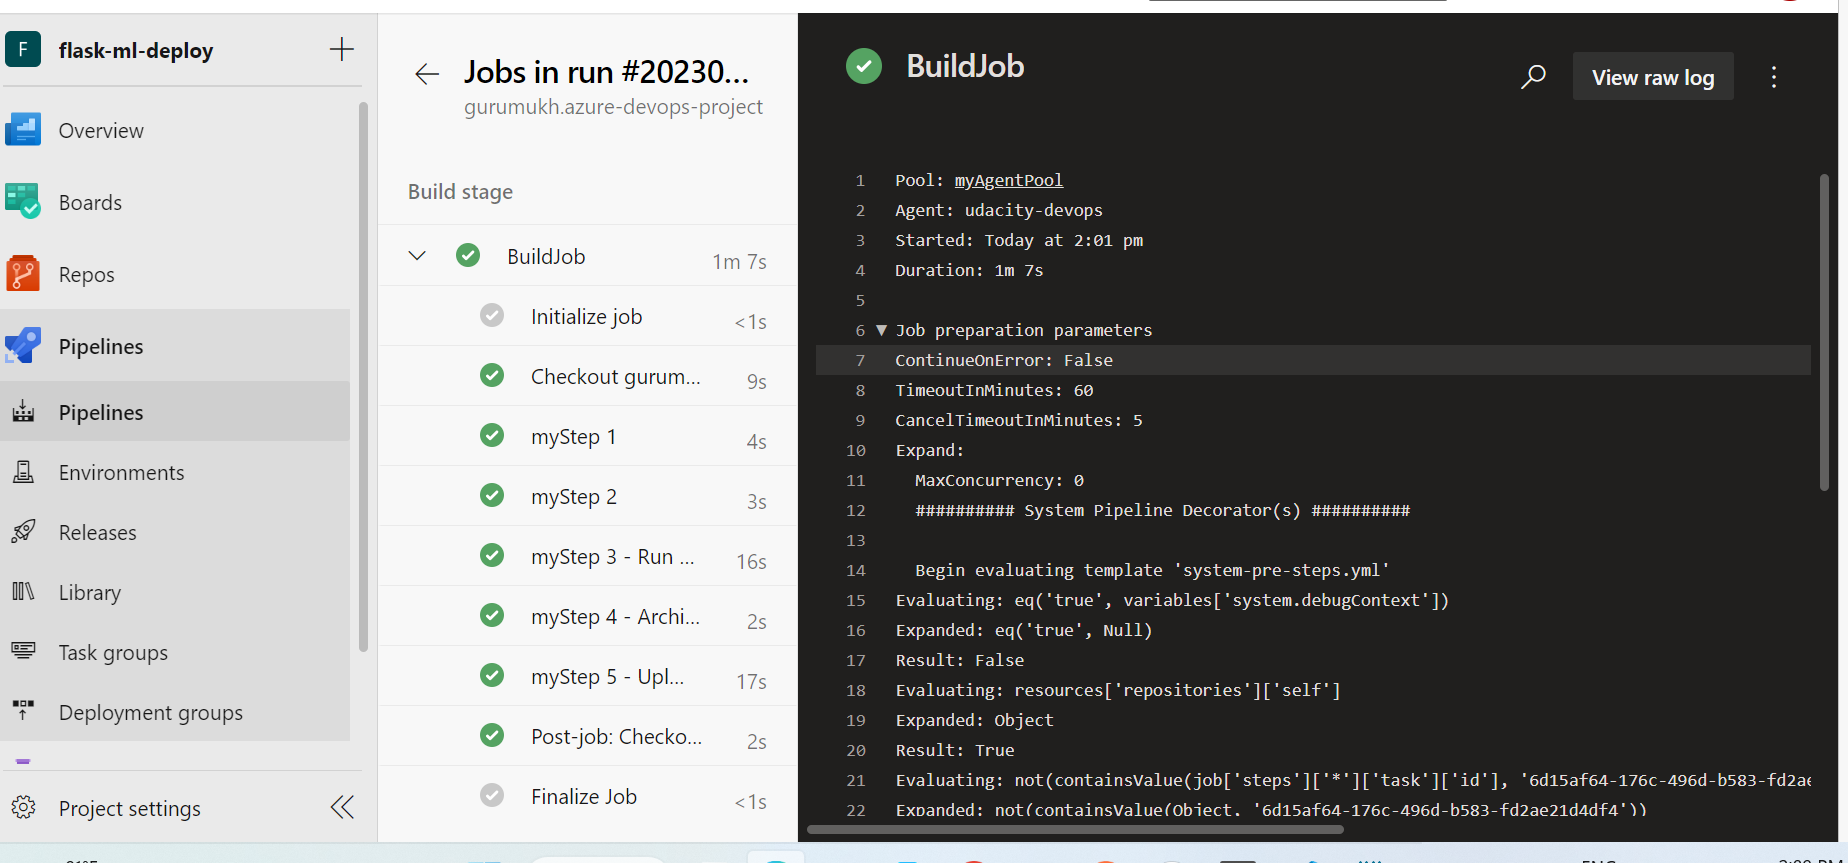 F
flask-ml-deploy
Overview
Boards
Repos
Pipelines
Pipelines
Environments
Releases
Library
Task groups
Deployment groups
Project settings
Jobs in run #20230...
gurumukh.azure-devops-project
Build stage
BuildJob 1m 7s
Initialize job <1s
Checkout gurum... 9s
myStep 1 4s
myStep 2 3s
myStep 3 - Run ... 16s
myStep 4 - Archi... 2s
myStep 5 - Upl... 17s
Post-job: Checko... 2s
Finalize Job <1s
BuildJob
View raw log
1 Pool: myAgentPool
2 Agent: udacity-devops
3 Started: Today at 2:01 pm
4 Duration: 1m 7s
5
6 ▼ Job preparation parameters
7 ContinueOnError: False
8 TimeoutInMinutes: 60
9 CancelTimeoutInMinutes: 5
10 Expand:
11 MaxConcurrency: 0
12 ########## System Pipeline Decorator(s) ##########
13
14 Begin evaluating template 'system-pre-steps.yml'
15 Evaluating: eq('true', variables['system.debugContext'])
16 Expanded: eq('true', Null)
17 Result: False
18 Evaluating: resources['repositories']['self']
19 Expanded: Object
20 Result: True
21 Evaluating: not(containsValue(job['steps']['*']['task']['id'], '6d15af64-176c-496d-b583-fd2ae
22 Expanded: not(containsValue(Object, '6d15af64-176c-496d-b583-fd2ae21d4df4'))